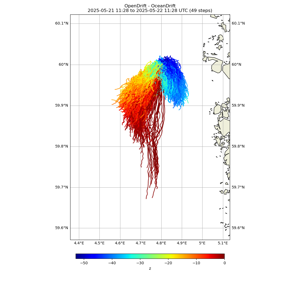 OpenDrift - OceanDrift
2025-05-21 11:28 to 2025-05-22 11:28 UTC (49 steps)
60.1°N 60.1°N
60°N 60°N
59.9°N 59.9°N
59.8°N 59.8°N
59.7°N 59.7°N
59.6°N 59.6°N
4.4°E 4.5°E 4.6°E 4.7°E 4.8°E 4.9°E 5°E 5.1°E
−50 −40 −30 −20 −10 0
z